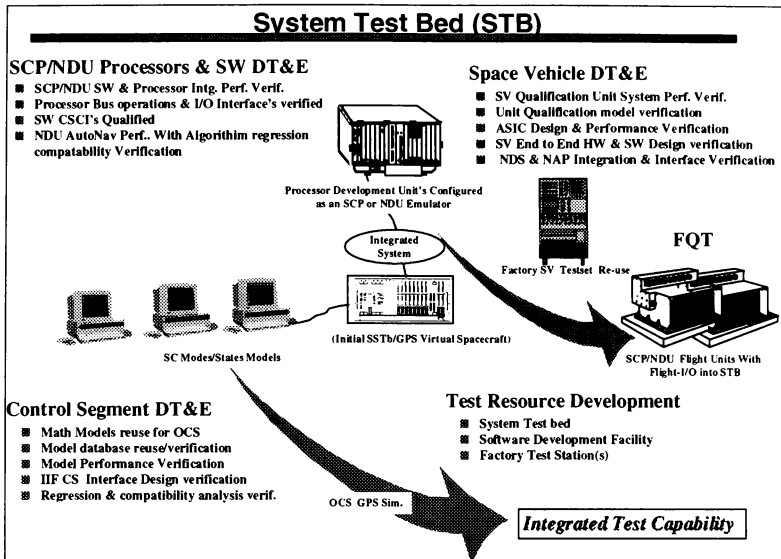 System Test Bed (STB)
SCP/NDU Processors & SW DT&E
SCP/NDU SW & Processor Intg. Perf. Verif.
Processor Bus operations & I/O Interface's verified
SW CSCI's Qualified
NDU AutoNav Perf.. With Algorithim regression
compatability Verification
Space Vehicle DT&E
SV Qualification Unit System Perf. Verif.
Unit Qualification model verification
ASIC Design & Performance Verification
SV End to End HW & SW Design verification
NDS & NAP Integration & Interface Verification
Processor Development Unit's Configured
as an SCP or NDU Emulator
Integrated
System
Factory SV Testset Re-use
FQT
(Initial SSTb/GPS Virtual Spacecraft)
SC Modes/States Models
SCP/NDU Flight Units With
Flight-I/O into STB
Control Segment DT&E
Math Models reuse for OCS
Model database reuse/verification
Model Performance Verification
IIF CS Interface Design verification
Regression & compatibility analysis verif.
Test Resource Development
System Test bed
Software Development Facility
Factory Test Station(s)
OCS GPS Sim.
Integrated Test Capability